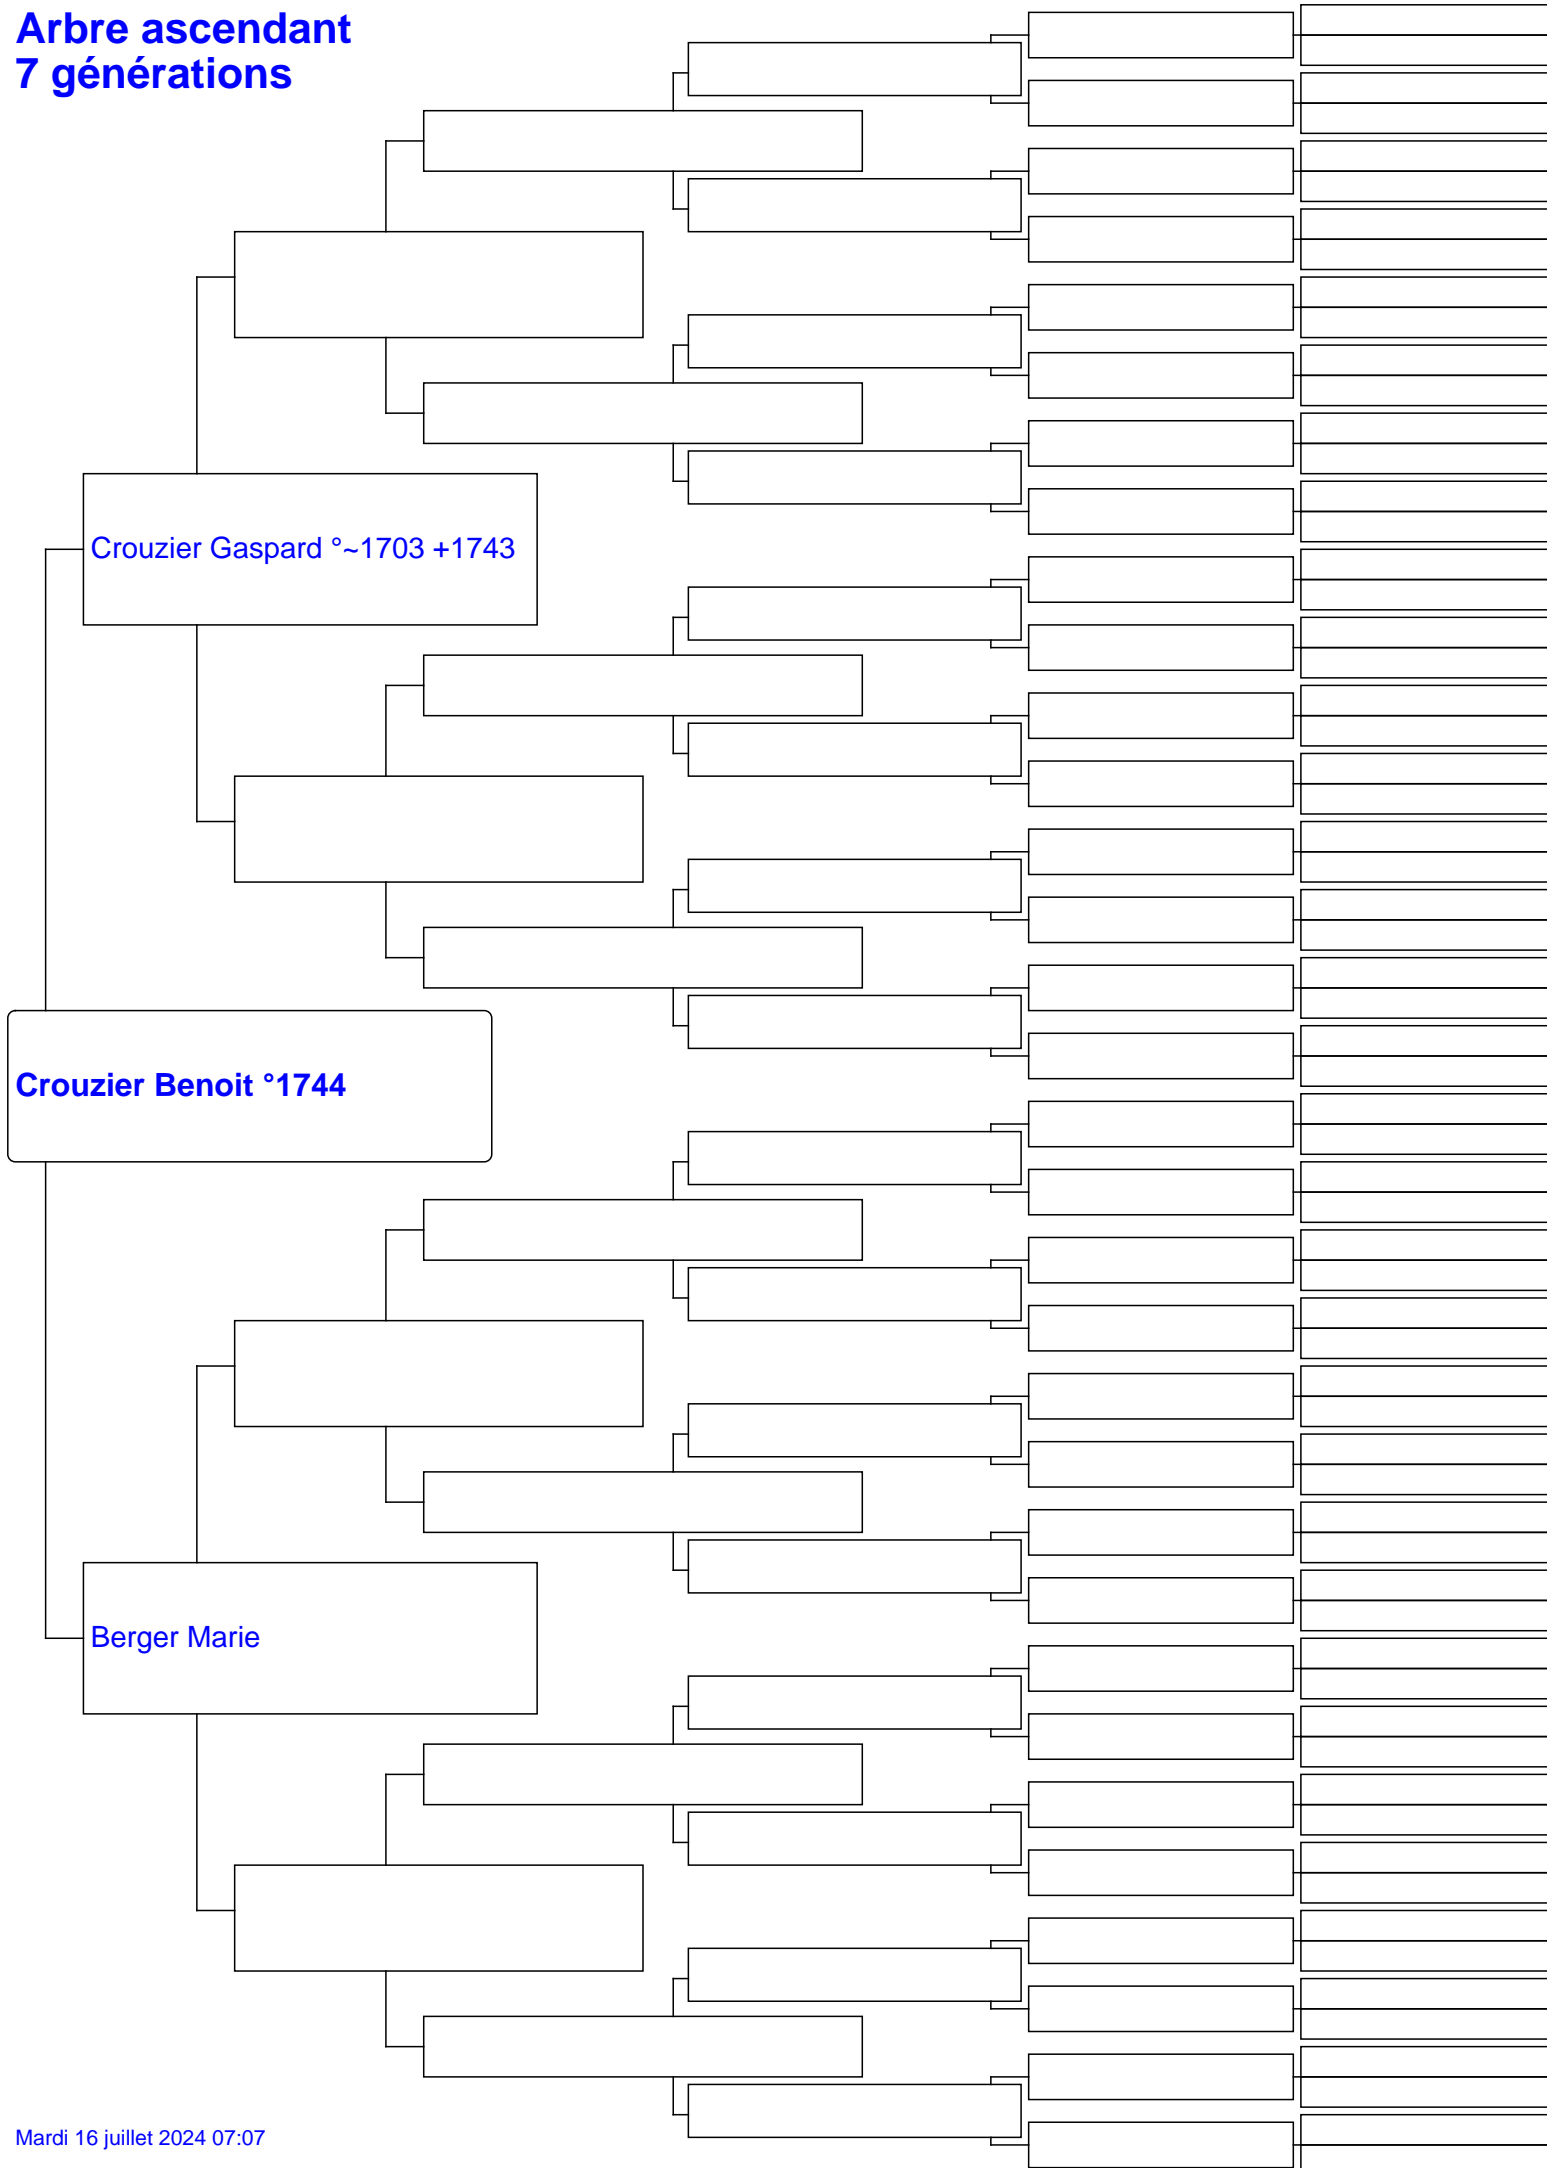 Arbre ascendant
7 générations
Crouzier Gaspard °~1703 +1743
Crouzier Benoit °1744
Berger Marie
Mardi 16 juillet 2024 07:07